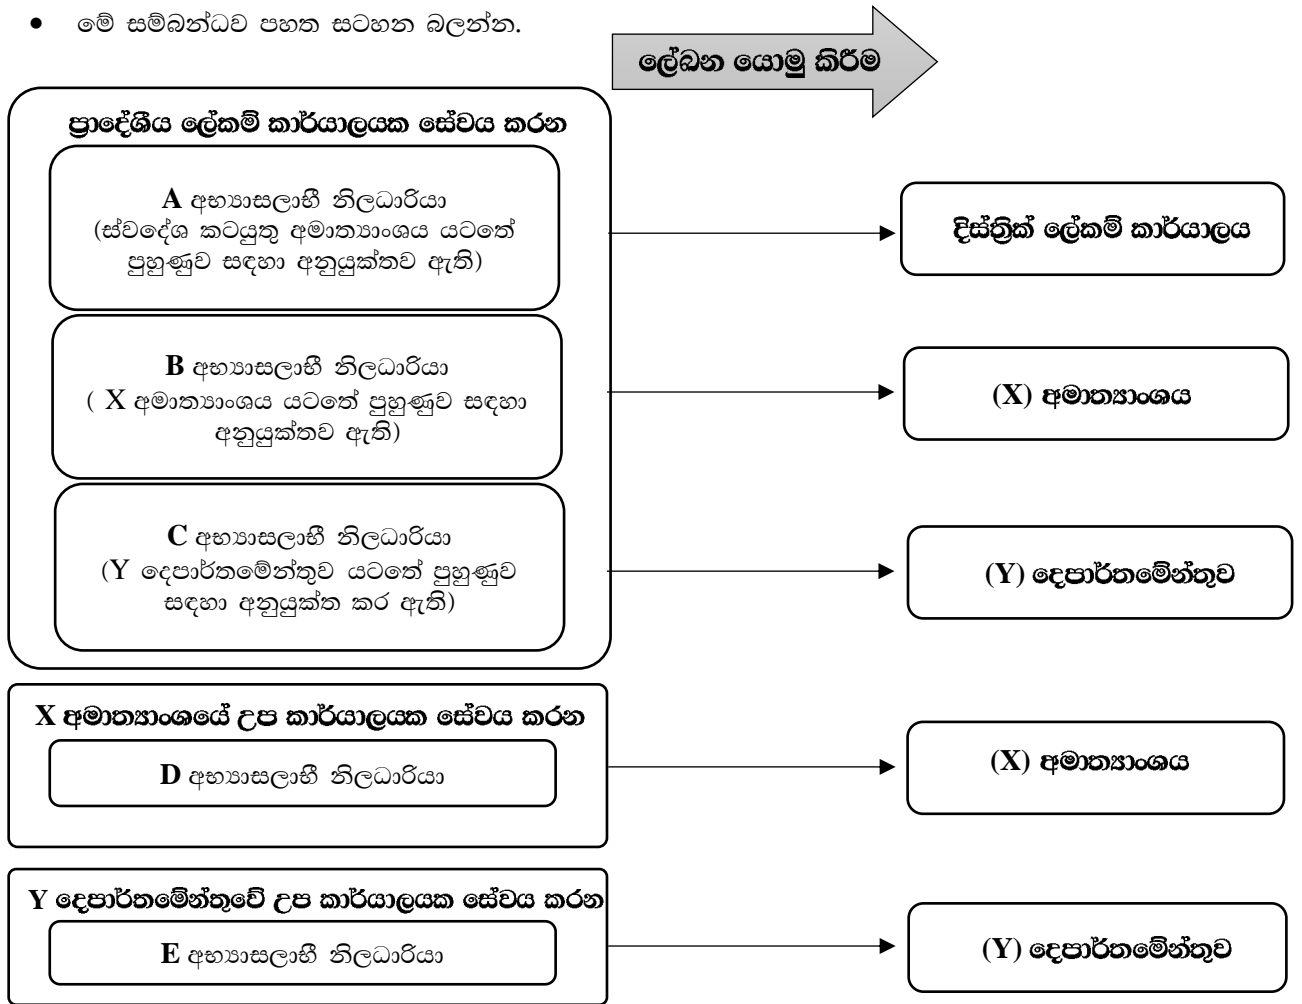 • මේ සම්බන්ධව පහත සටහන බලන්න.
ලේඛන යොමු කිරීම
ප්‍රාදේශීය ලේකම් කාර්යාලයක සේවය කරන
A අභ්‍යාසලාභී නිලධාරියා
(ස්වදේශ කටයුතු අමාත්‍යාංශය යටතේ
පුහුණුව සඳහා අනුයුක්තව ඇති)
දිස්ත්‍රික් ලේකම් කාර්යාලය
B අභ්‍යාසලාභී නිලධාරියා
( X අමාත්‍යාංශය යටතේ පුහුණුව සඳහා
අනුයුක්තව ඇති)
(X) අමාත්‍යාංශය
C අභ්‍යාසලාභී නිලධාරියා
(Y දෙපාර්තමේන්තුව යටතේ පුහුණුව
සඳහා අනුයුක්ත කර ඇති)
(Y) දෙපාර්තමේන්තුව
X අමාත්‍යාංශයේ උප කාර්යාලයක සේවය කරන
D අභ්‍යාසලාභී නිලධාරියා
(X) අමාත්‍යාංශය
Y දෙපාර්තමේන්තුවේ උප කාර්යාලයක සේවය කරන
E අභ්‍යාසලාභී නිලධාරියා
(Y) දෙපාර්තමේන්තුව